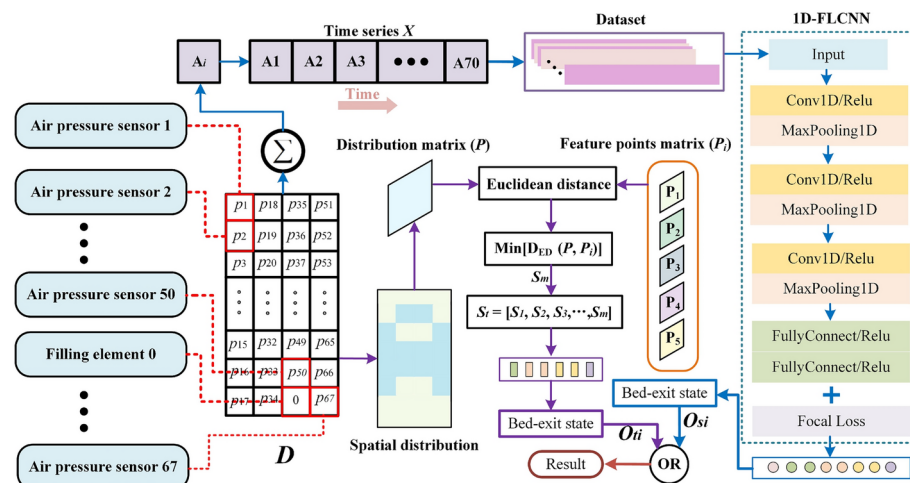 Time series X
Dataset
1D-FLCNN
Ai
A1 A2 A3 A70
Time
Input
Conv1D/Relu
MaxPooling1D
Conv1D/Relu
MaxPooling1D
Conv1D/Relu
MaxPooling1D
FullyConnect/Relu
FullyConnect/Relu
+
Focal Loss
Air pressure sensor 1
Air pressure sensor 2
Air pressure sensor 50
Filling element 0
Air pressure sensor 67
Σ
p1 p18 p35 p51
p2 p19 p36 p52
p3 p20 p37 p53
p15 p32 p49 p65
p16 p33 p50 p66
p17 p34 0 p67
D
Distribution matrix (P)
Spatial distribution
Feature points matrix (Pi)
P1
P2
P3
P4
P5
Euclidean distance
Min[DED (P, Pi)]
Sm
St = [S1, S2, S3,···,Sm]
Bed-exit state
Oti
Bed-exit state
Osi
OR
Result